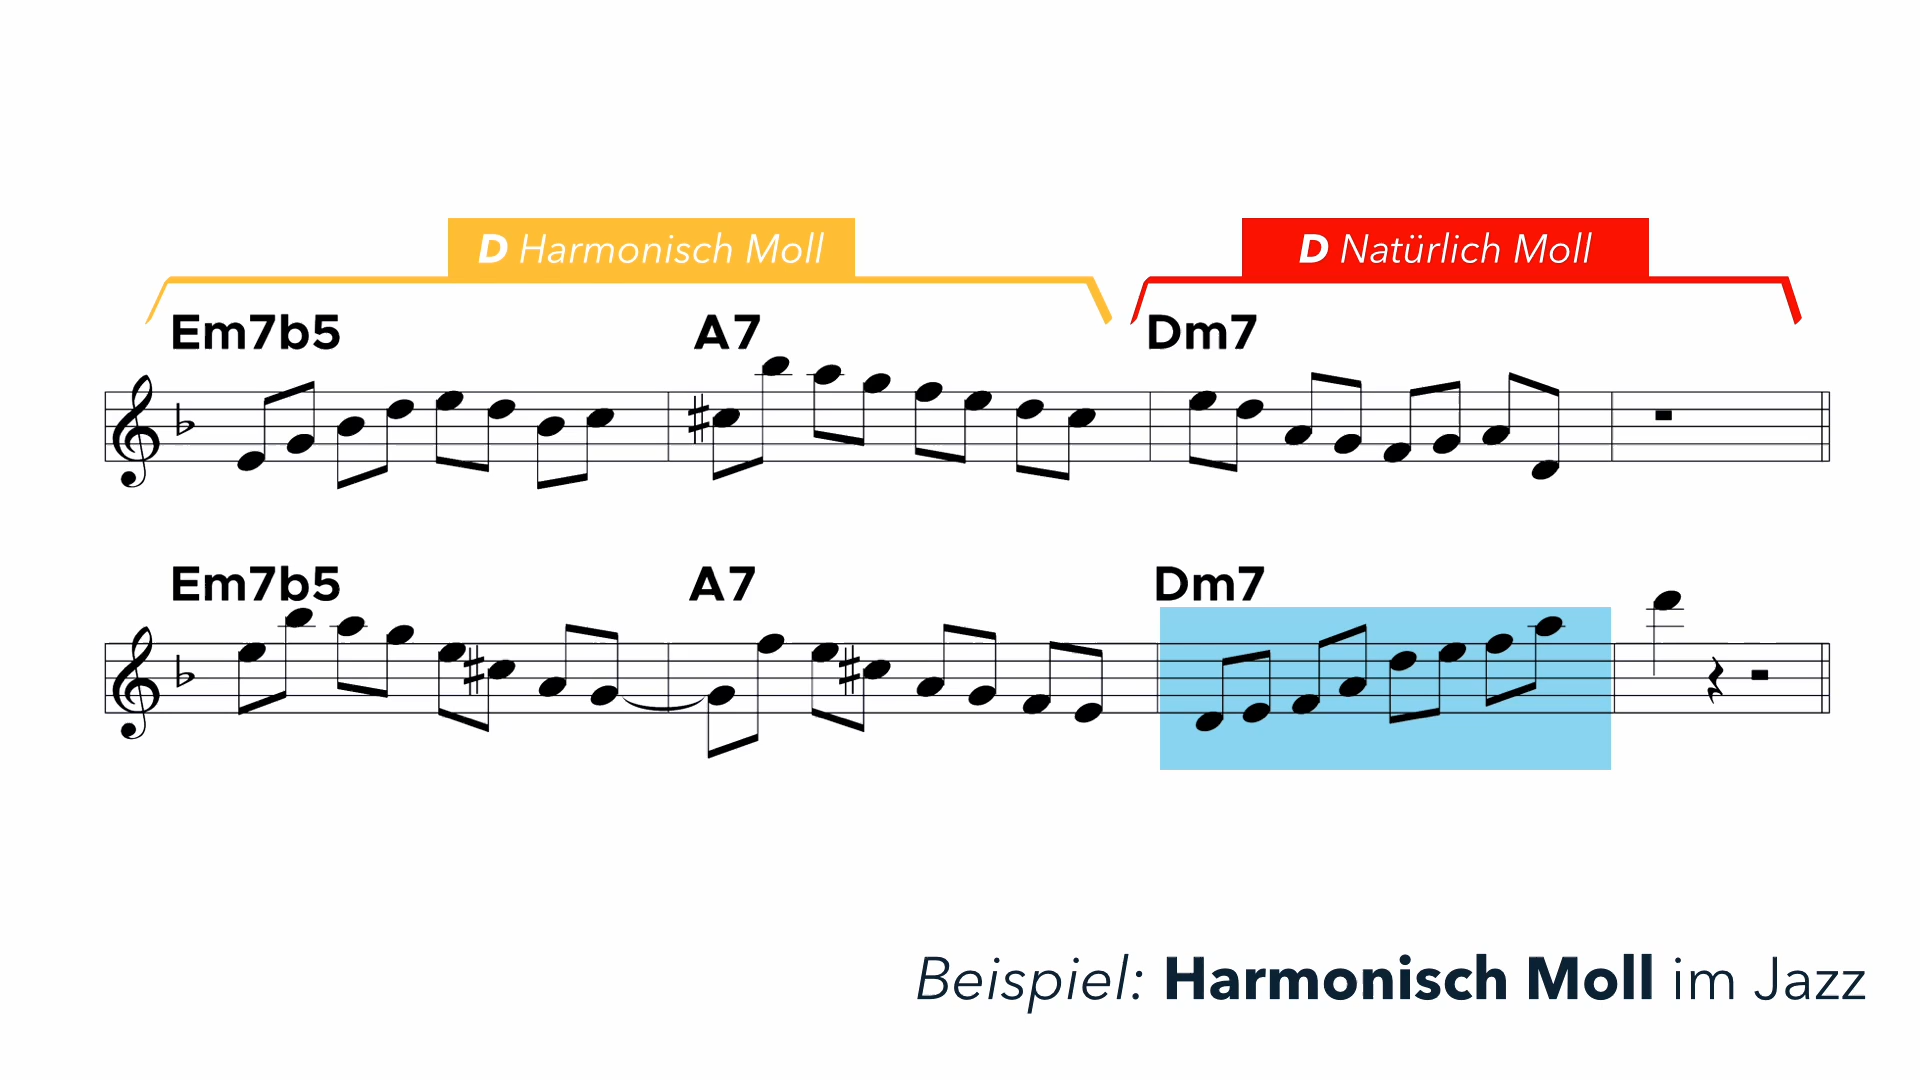 D Harmonisch Moll
D Natürlich Moll
Em7b5 A7 Dm7
Em7b5 A7 Dm7
Beispiel: Harmonisch Moll im Jazz